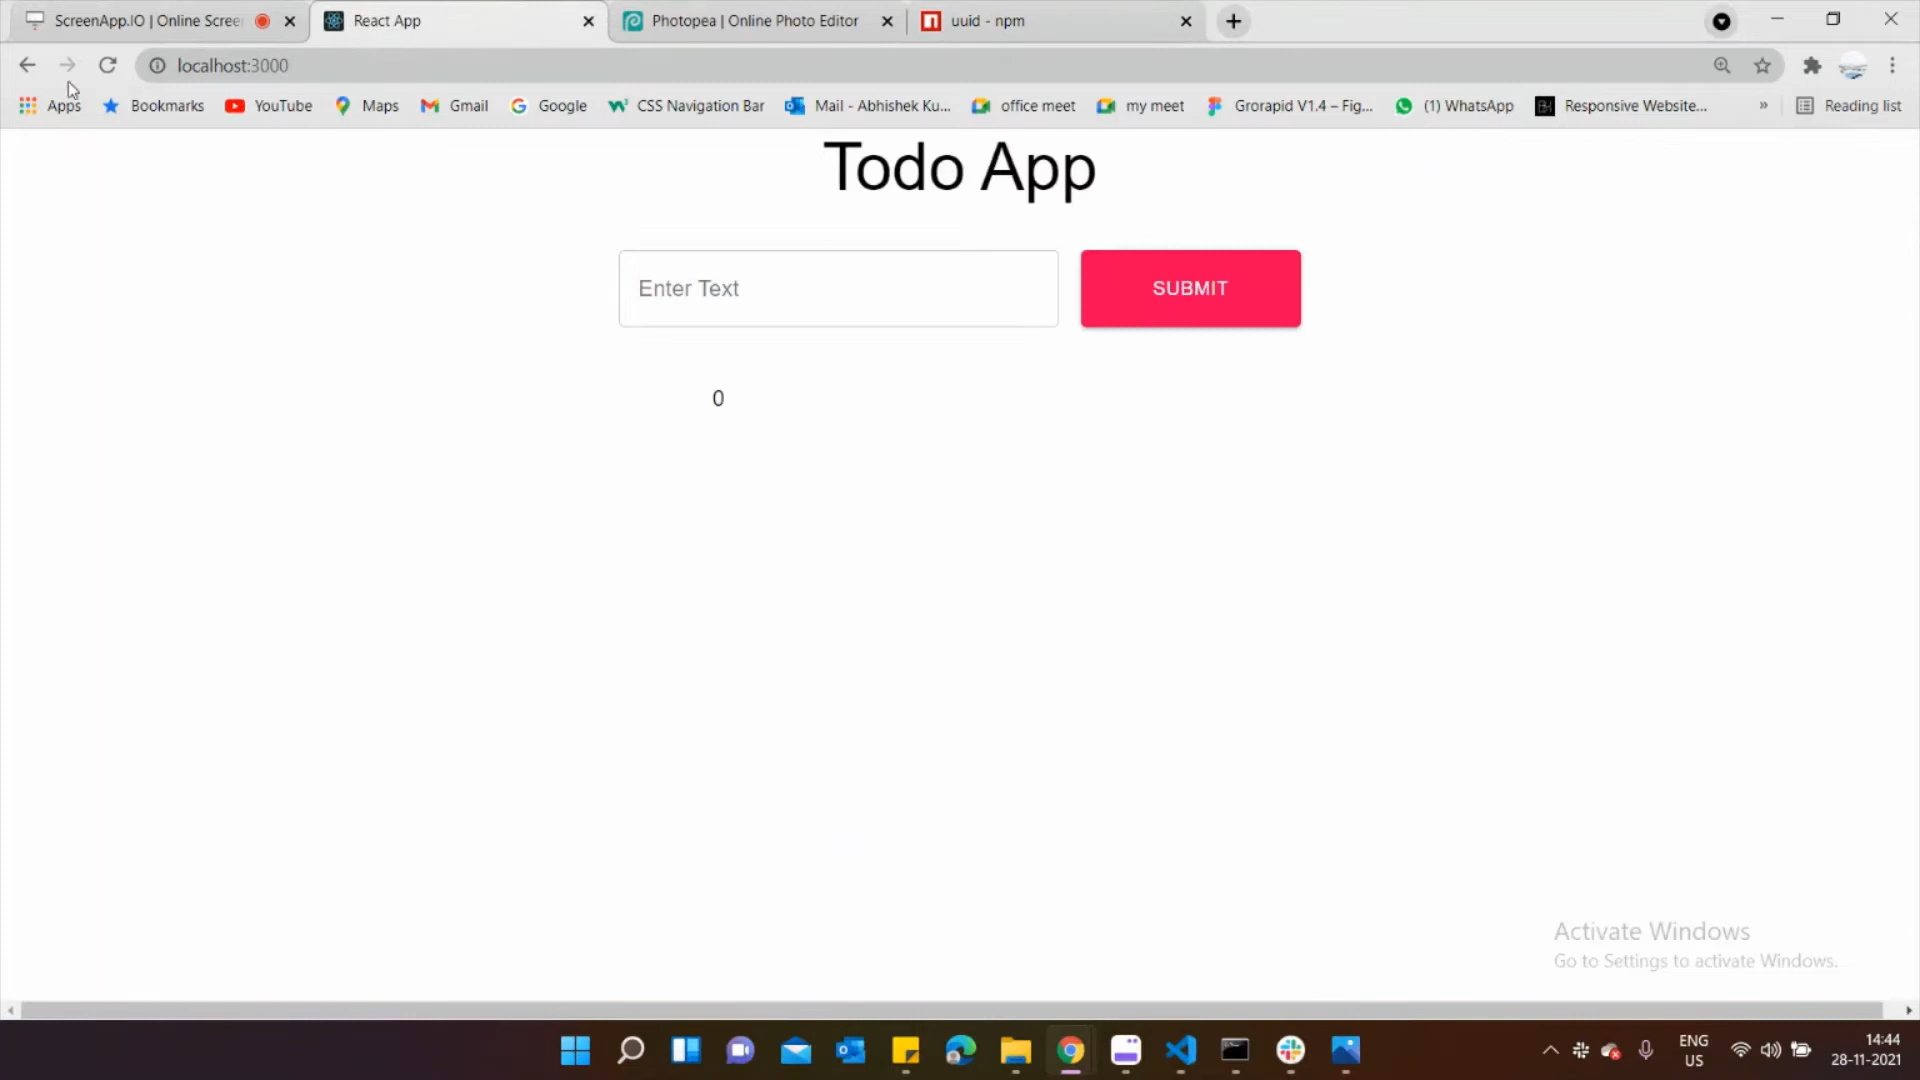 ScreenApp.IO | Online Scree
React App
Photopea | Online Photo Editor
uuid - npm
localhost:3000
Apps
Bookmarks
YouTube
Maps
Gmail
Google
CSS Navigation Bar
Mail - Abhishek Ku...
office meet
my meet
Grorapid V1.4 – Fig...
(1) WhatsApp
Responsive Website...
»
Reading list
Todo App
Enter Text
SUBMIT
0
Activate Windows
Go to Settings to activate Windows.
ENG
US
14:44
28-11-2021